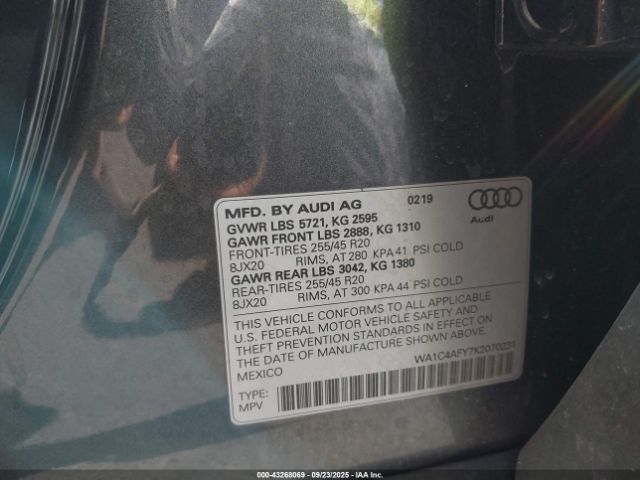 MFD. BY AUDI AG 0219
GVWR LBS 5721, KG 2595
GAWR FRONT LBS 2888, KG 1310
FRONT-TIRES 255/45 R20
8JX20 RIMS, AT 280 KPA 41 PSI COLD
GAWR REAR LBS 3042, KG 1380
REAR-TIRES 255/45 R20
8JX20 RIMS, AT 300 KPA 44 PSI COLD
Audi
THIS VEHICLE CONFORMS TO ALL APPLICABLE
U.S. FEDERAL MOTOR VEHICLE SAFETY AND
THEFT PREVENTION STANDARDS IN EFFECT ON
THE DATE OF MANUFACTURE SHOWN ABOVE.
MEXICO WA1C4AFY7K2070231
TYPE:
MPV
000-43268069 - 09/23/2025 - IAA Inc.